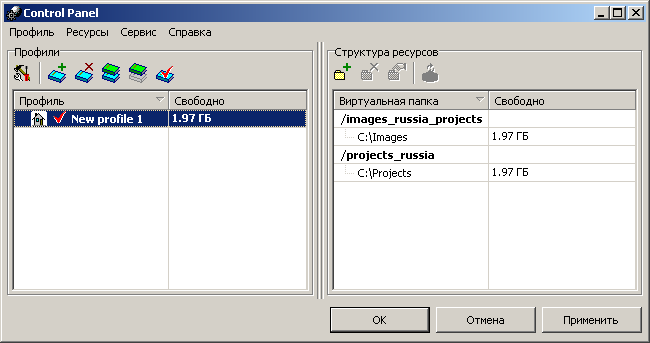 Control Panel
Профиль Ресурсы Сервис Справка
Профили
Профиль Свободно
New profile 1 1.97 ГБ
Структура ресурсов
Виртуальная папка Свободно
/images_russia_projects
C:\Images 1.97 ГБ
/projects_russia
C:\Projects 1.97 ГБ
OK Отмена Применить